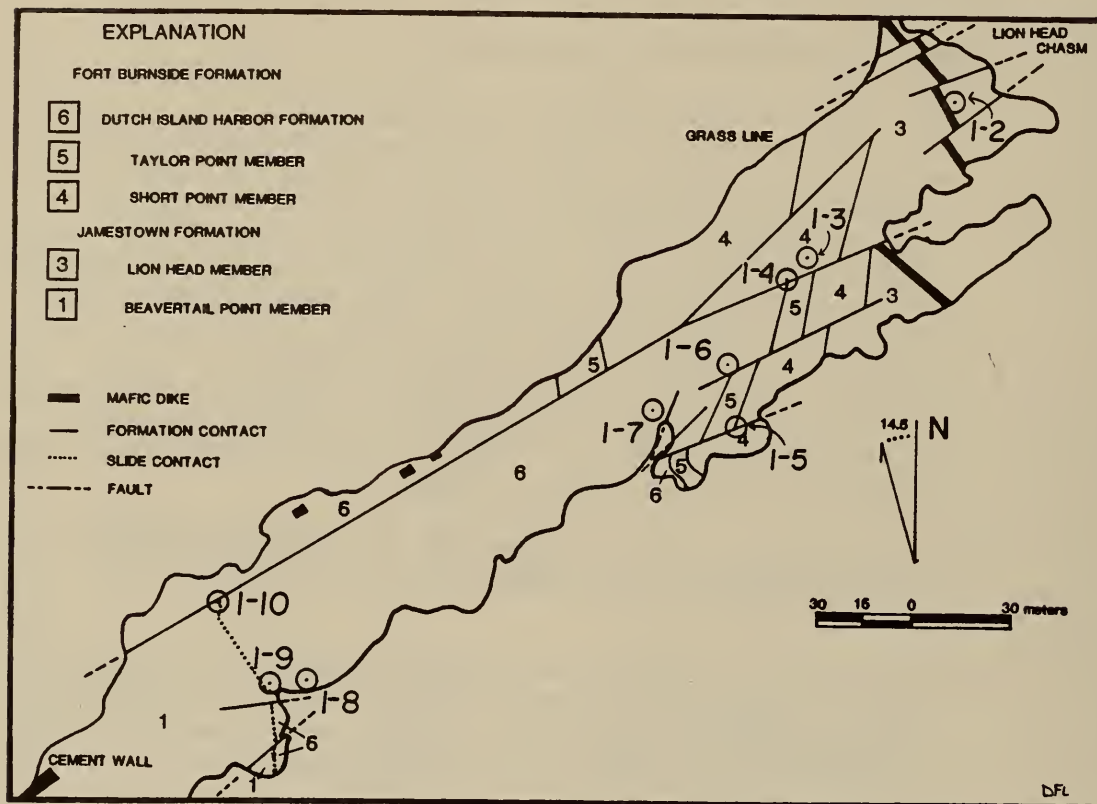 EXPLANATION
FORT BURNSIDE FORMATION
6 DUTCH ISLAND HARBOR FORMATION
5 TAYLOR POINT MEMBER
4 SHORT POINT MEMBER
JAMESTOWN FORMATION
3 LION HEAD MEMBER
1 BEAVERTAIL POINT MEMBER
MAFIC DIKE
FORMATION CONTACT
SLIDE CONTACT
FAULT
LION HEAD
CHASM
1-2
GRASS LINE
3
4
4
1-3
1-4
5
4
3
1-6
4
5
5
1-7
4
1-5
5
6
6
6
14.5
N
30 15 0 30 meters
1-10
1-9
1-8
6
1
1
CEMENT WALL
DFL